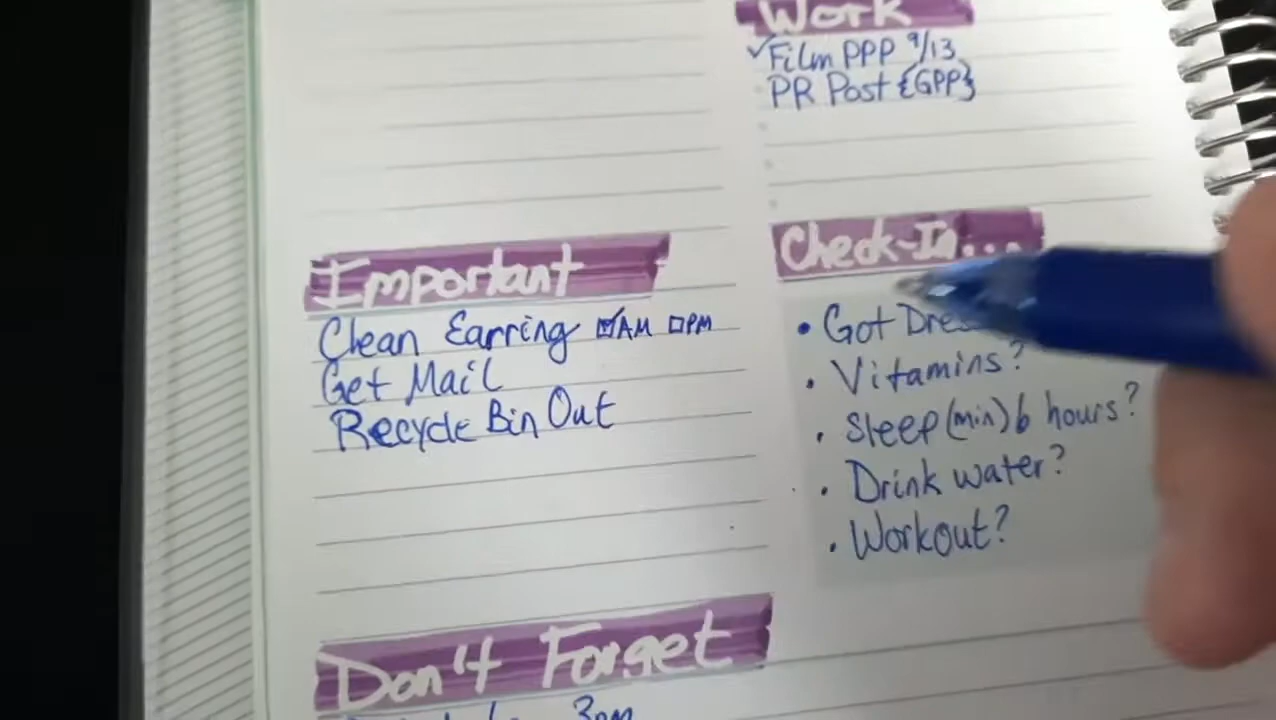 Work
✓Film PPP 9/13
PR Post {GPP}
Important
Clean Earring ☑AM ☐PM
Get Mail
Recycle Bin Out
Check-In...
• Got
• Vitamins?
• Sleep (min) 6 hours?
• Drink water?
• Workout?
Don't Forget
3pm